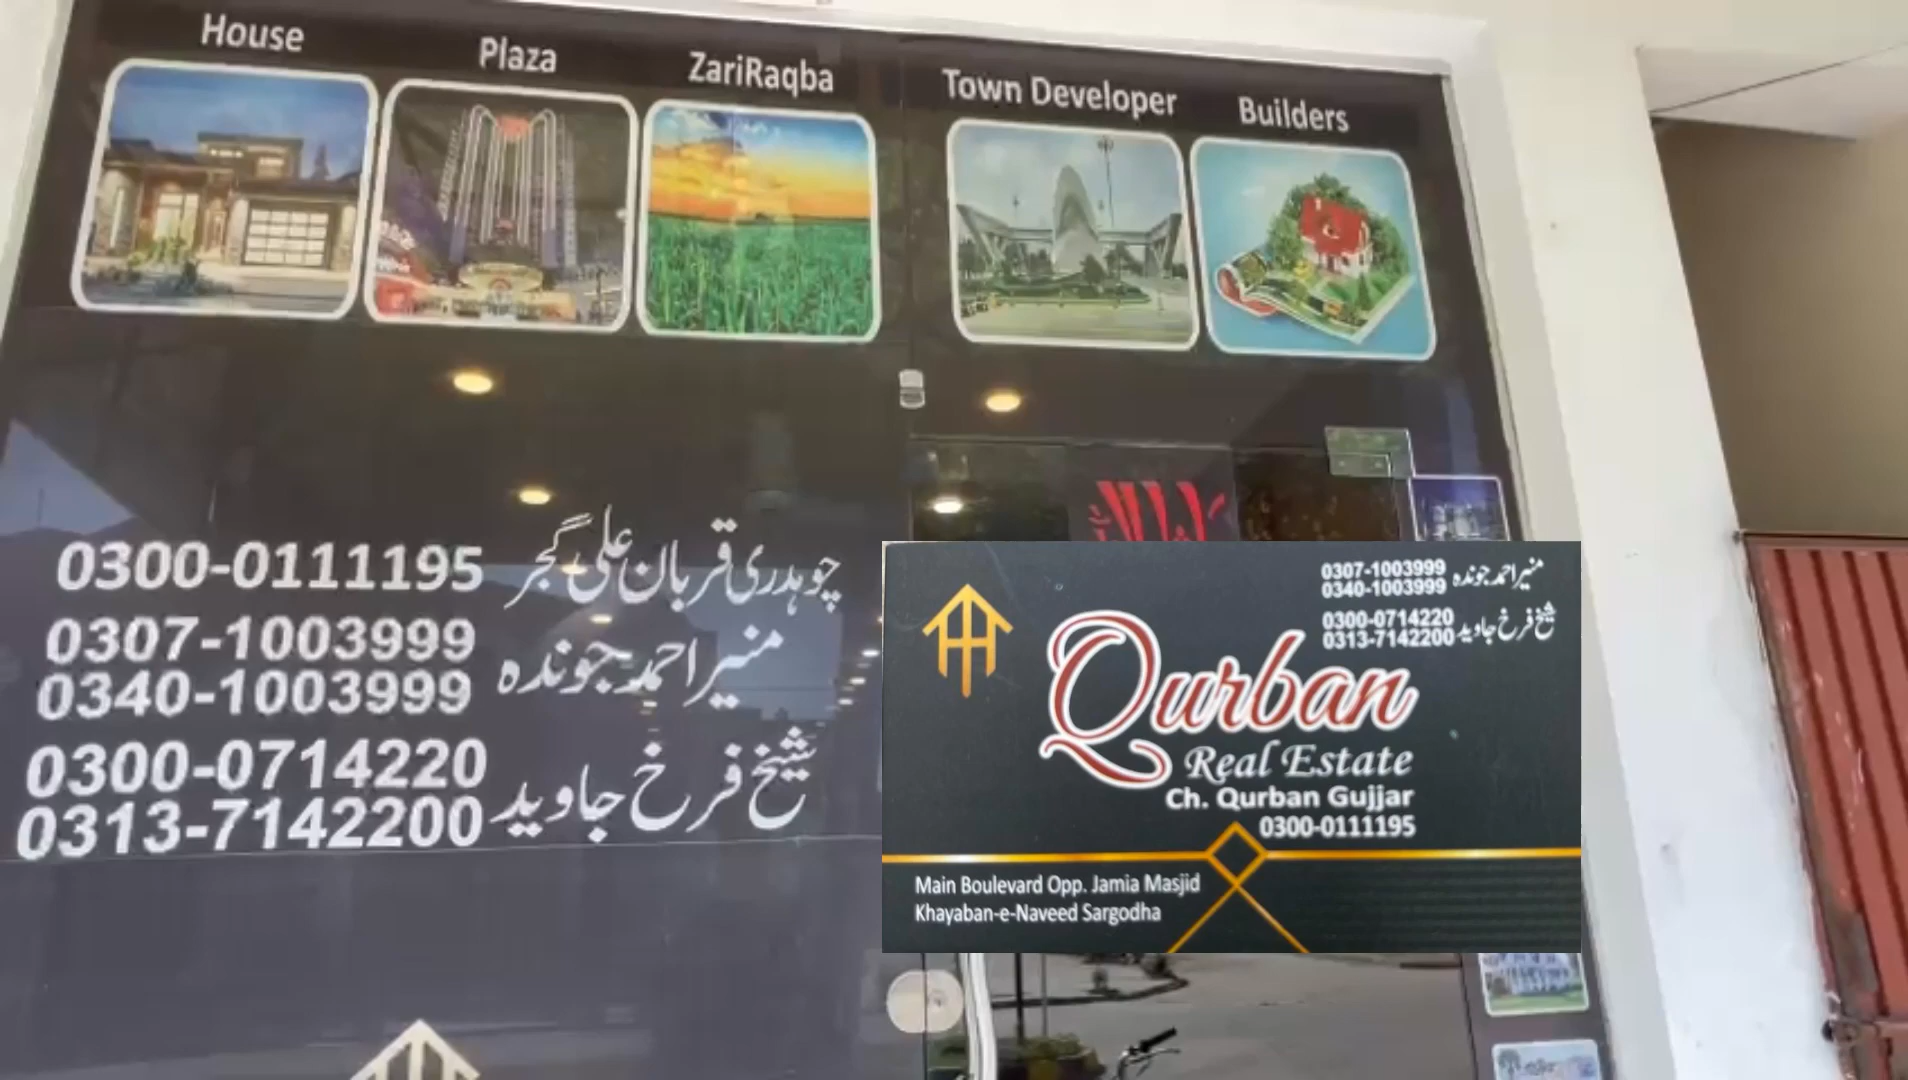 House
Plaza
ZariRaqba
Town Developer
Builders
0300-0111195 چوہدری قربان علی گجر
0307-1003999
0340-1003999 منیر احمد جوندہ
0300-0714220
0313-7142200 شیخ فرخ جاوید
0307-1003999
0340-1003999 منیر احمد جوندہ
0300-0714220
0313-7142200 شیخ فرخ جاوید
Qurban
Real Estate
Ch. Qurban Gujjar
0300-0111195
Main Boulevard Opp. Jamia Masjid
Khayaban-e-Naveed Sargodha